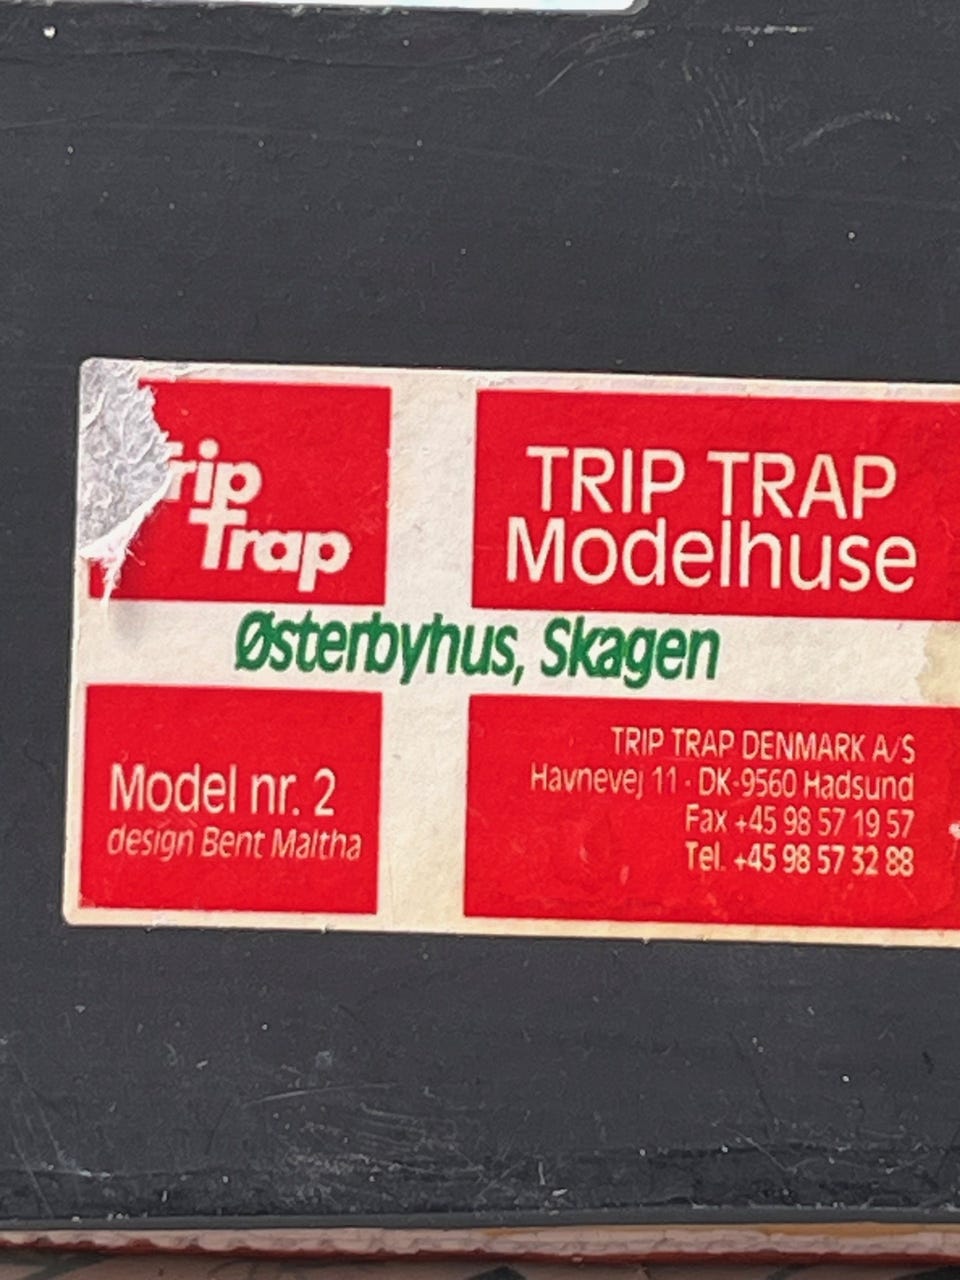 Trip
Trap
TRIP TRAP
Modelhuse
Østerbyhus, Skagen
Model nr. 2
design Bent Maltha
TRIP TRAP DENMARK A/S
Havnevej 11 · DK-9560 Hadsund
Fax +45 98 57 19 57
Tel. +45 98 57 32 88